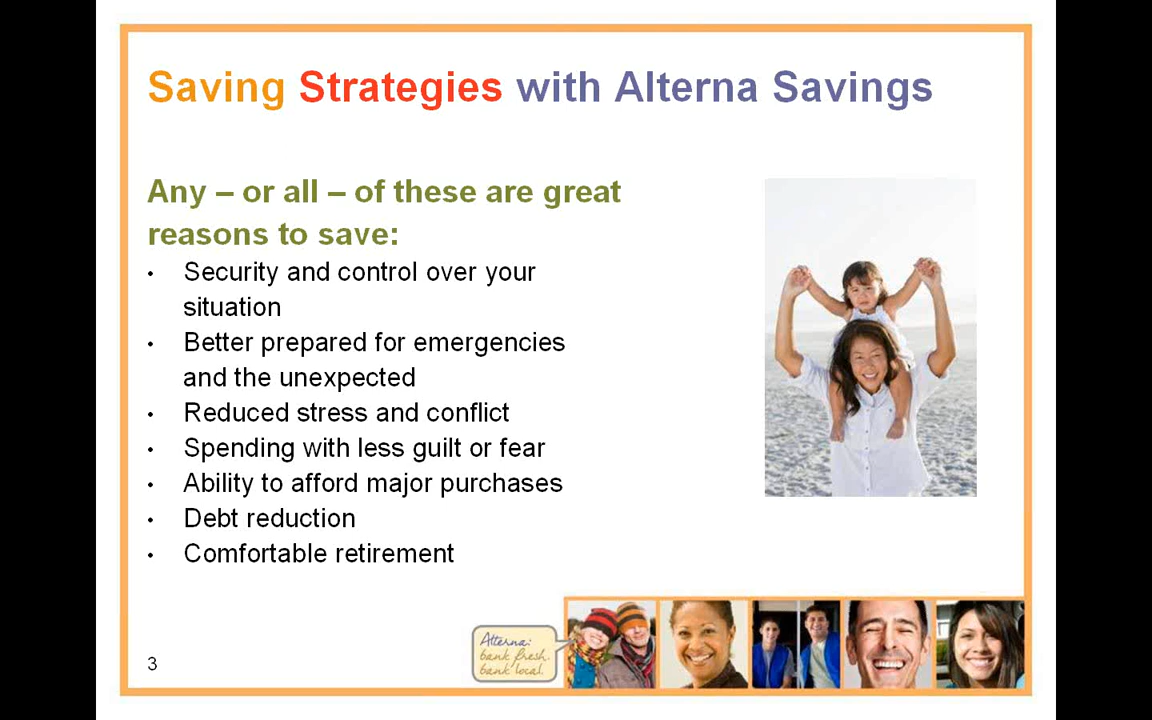 Saving Strategies with Alterna Savings
Any – or all – of these are great
reasons to save:
• Security and control over your
situation
• Better prepared for emergencies
and the unexpected
• Reduced stress and conflict
• Spending with less guilt or fear
• Ability to afford major purchases
• Debt reduction
• Comfortable retirement
Alterna:
bank fresh.
bank local.
3